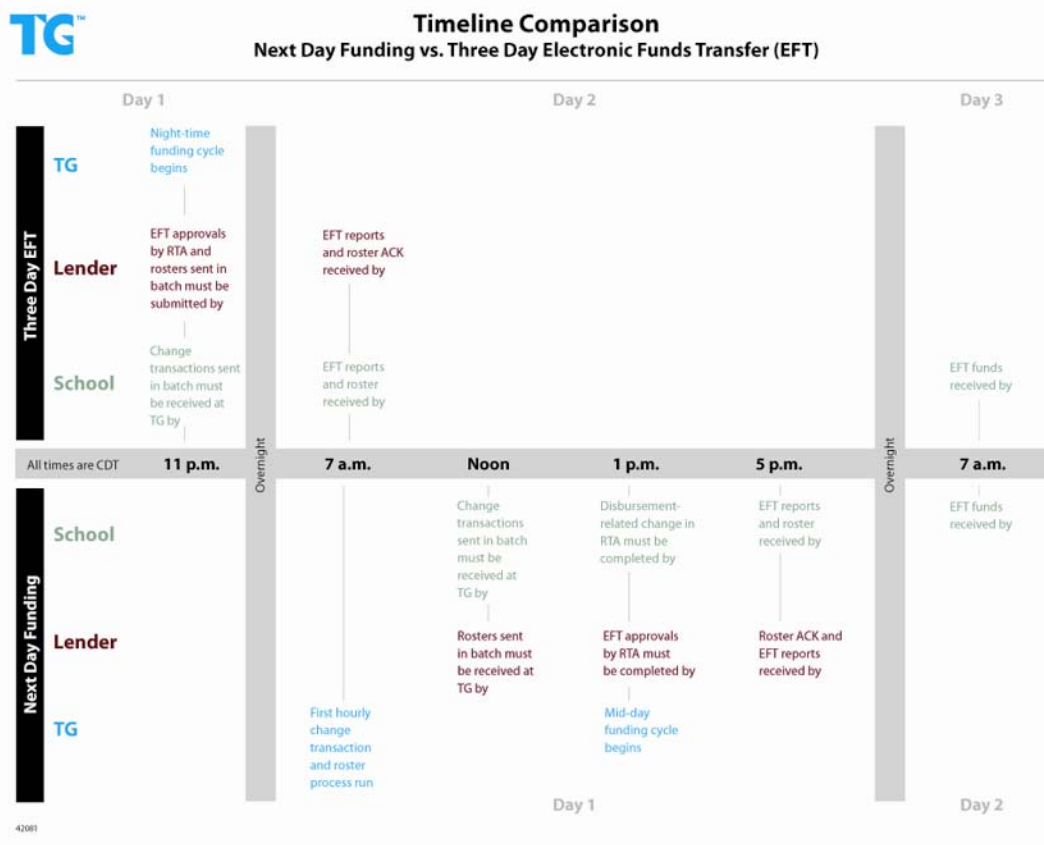 TG™
Timeline Comparison
Next Day Funding vs. Three Day Electronic Funds Transfer (EFT)
Day 1
Day 2
Day 3
Three Day EFT
TG
Night-time
funding cycle
begins
Lender
EFT approvals
by RTA and
rosters sent in
batch must be
submitted by
EFT reports
and roster ACK
received by
School
Change
transactions sent
in batch must
be received at
TG by
EFT reports
and roster
received by
EFT funds
received by
All times are CDT
11 p.m.
Overnight
7 a.m.
Noon
1 p.m.
5 p.m.
Overnight
7 a.m.
Next Day Funding
School
Change
transactions
sent in batch
must be
received at
TG by
Disbursement-
related change in
RTA must be
completed by
EFT reports
and roster
received by
EFT funds
received by
Lender
Rosters sent
in batch must
be received at
TG by
EFT approvals
by RTA must
be completed by
Roster ACK and
EFT reports
received by
TG
First hourly
change
transaction
and roster
process run
Mid-day
funding cycle
begins
Day 1
Day 2
42081